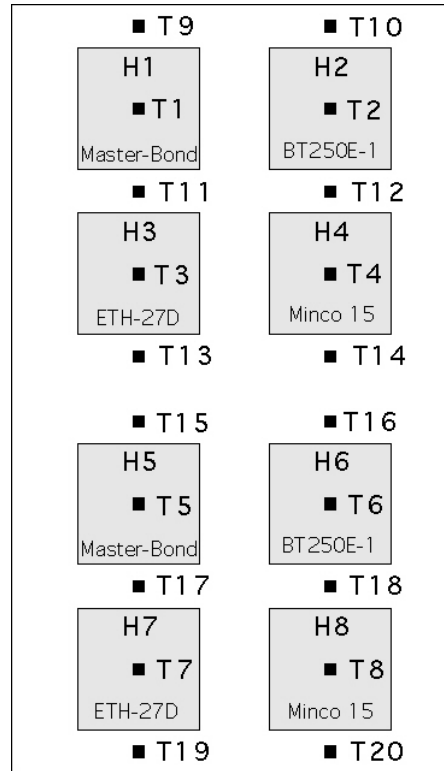 T9 T10
H1 H2
T1 T2
Master-Bond BT250E-1
T11 T12
H3 H4
T3 T4
ETH-27D Minco 15
T13 T14
T15 T16
H5 H6
T5 T6
Master-Bond BT250E-1
T17 T18
H7 H8
T7 T8
ETH-27D Minco 15
T19 T20